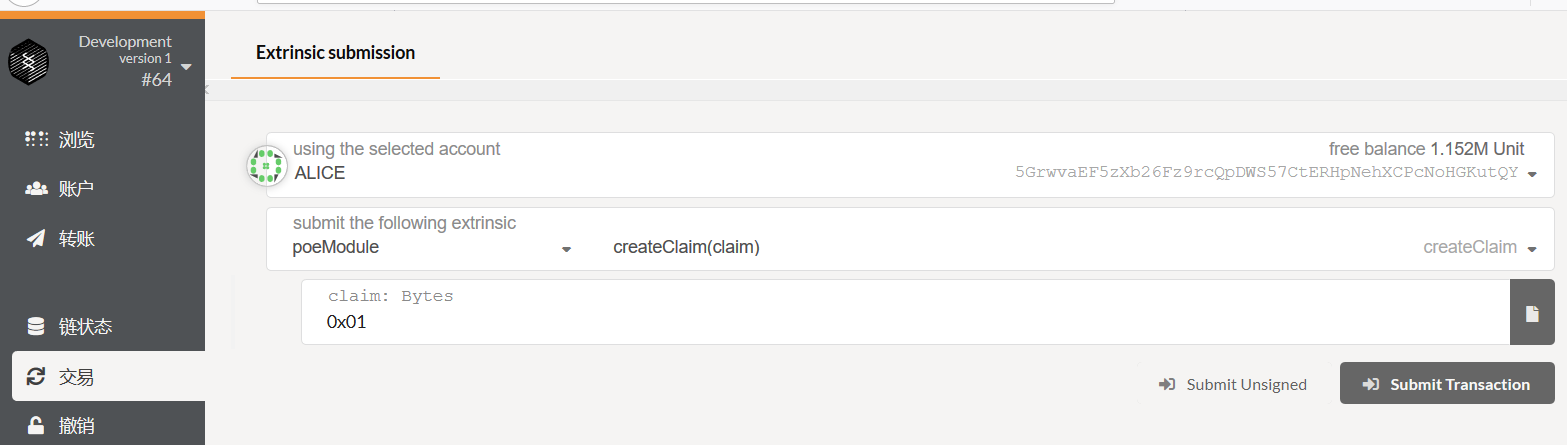 Development
version 1
#64
浏览
账户
转账
链状态
交易
撤销
Extrinsic submission
using the selected account
ALICE
free balance 1.152M Unit
5GrwvaEF5zXb26Fz9rcQpDWS57CtERHpNehXCPcNoHGKutQY
submit the following extrinsic
poeModule
createClaim(claim)
createClaim
claim: Bytes
0x01
Submit Unsigned
Submit Transaction